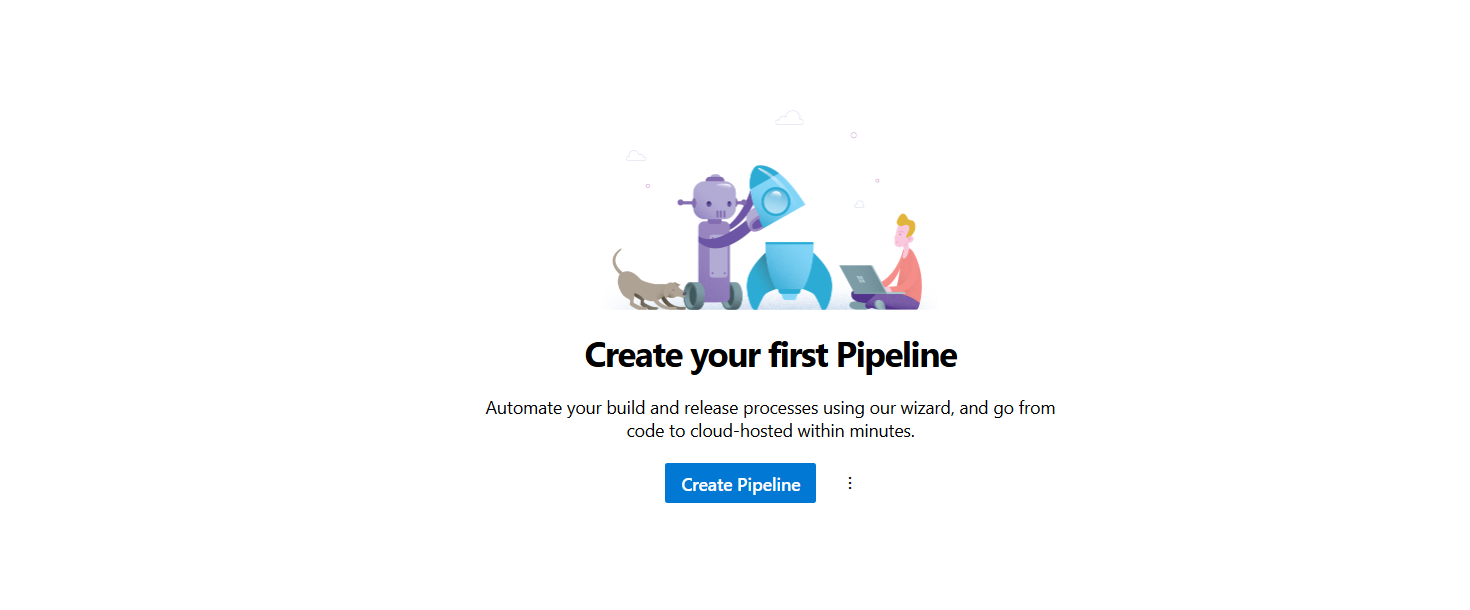 Create your first Pipeline
Automate your build and release processes using our wizard, and go from
code to cloud-hosted within minutes.
Create Pipeline